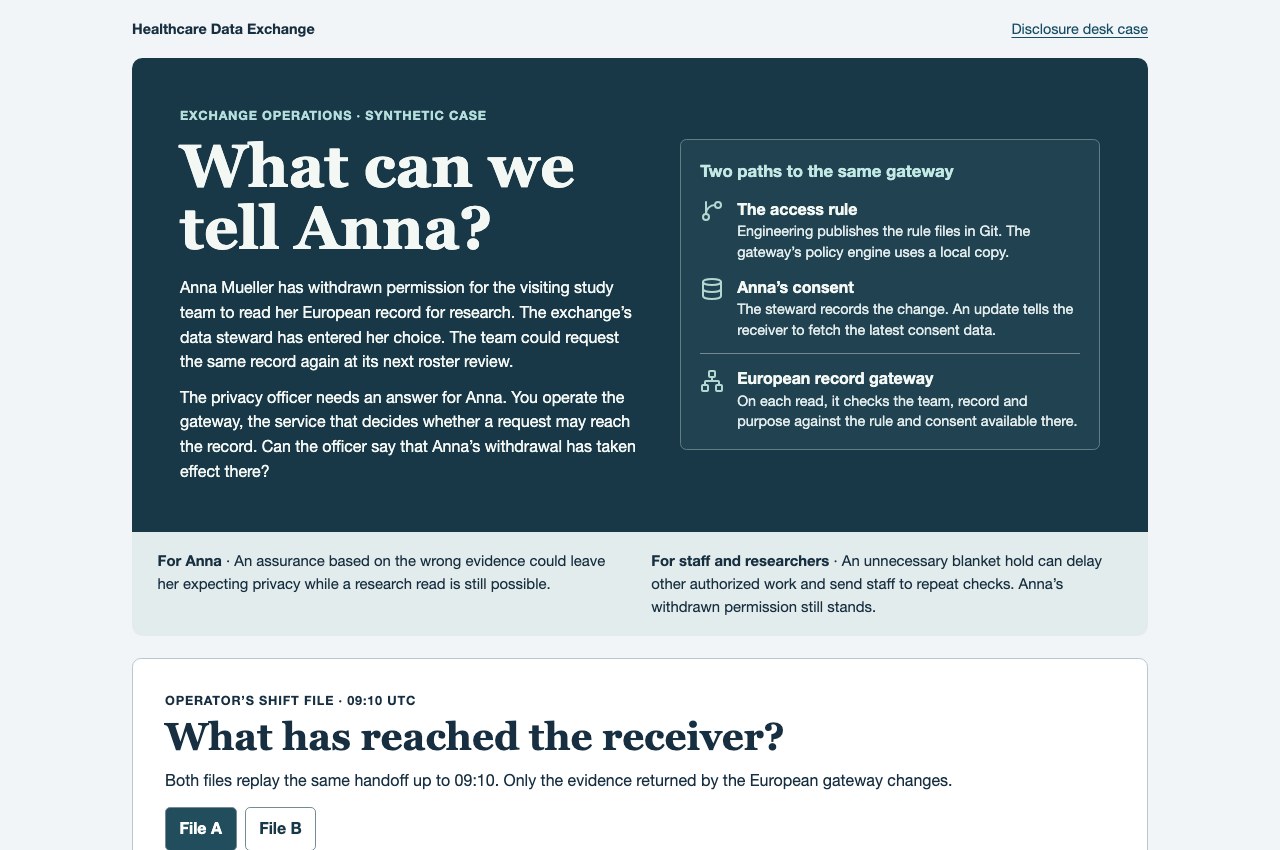 Healthcare Data Exchange
Disclosure desk case
EXCHANGE OPERATIONS · SYNTHETIC CASE
What can we
tell Anna?
Anna Mueller has withdrawn permission for the visiting study
team to read her European record for research. The exchange’s
data steward has entered her choice. The team could request
the same record again at its next roster review.
The privacy officer needs an answer for Anna. You operate the
gateway, the service that decides whether a request may reach
the record. Can the officer say that Anna’s withdrawal has taken
effect there?
Two paths to the same gateway
The access rule
Engineering publishes the rule files in Git. The
gateway’s policy engine uses a local copy.
Anna’s consent
The steward records the change. An update tells the
receiver to fetch the latest consent data.
European record gateway
On each read, it checks the team, record and
purpose against the rule and consent available there.
For Anna · An assurance based on the wrong evidence could leave
her expecting privacy while a research read is still possible.
For staff and researchers · An unnecessary blanket hold can delay
other authorized work and send staff to repeat checks. Anna’s
withdrawn permission still stands.
OPERATOR’S SHIFT FILE · 09:10 UTC
What has reached the receiver?
Both files replay the same handoff up to 09:10. Only the evidence returned by the European gateway changes.
File A
File B